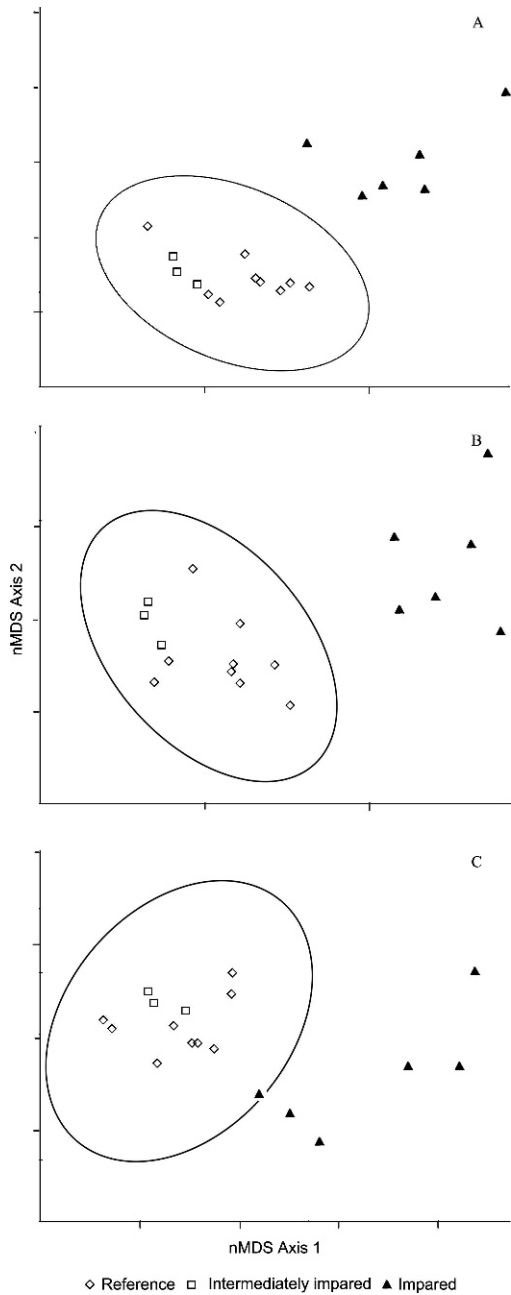 A
B
nMDS Axis 2
C
nMDS Axis 1
Reference Intermediately impared Impared